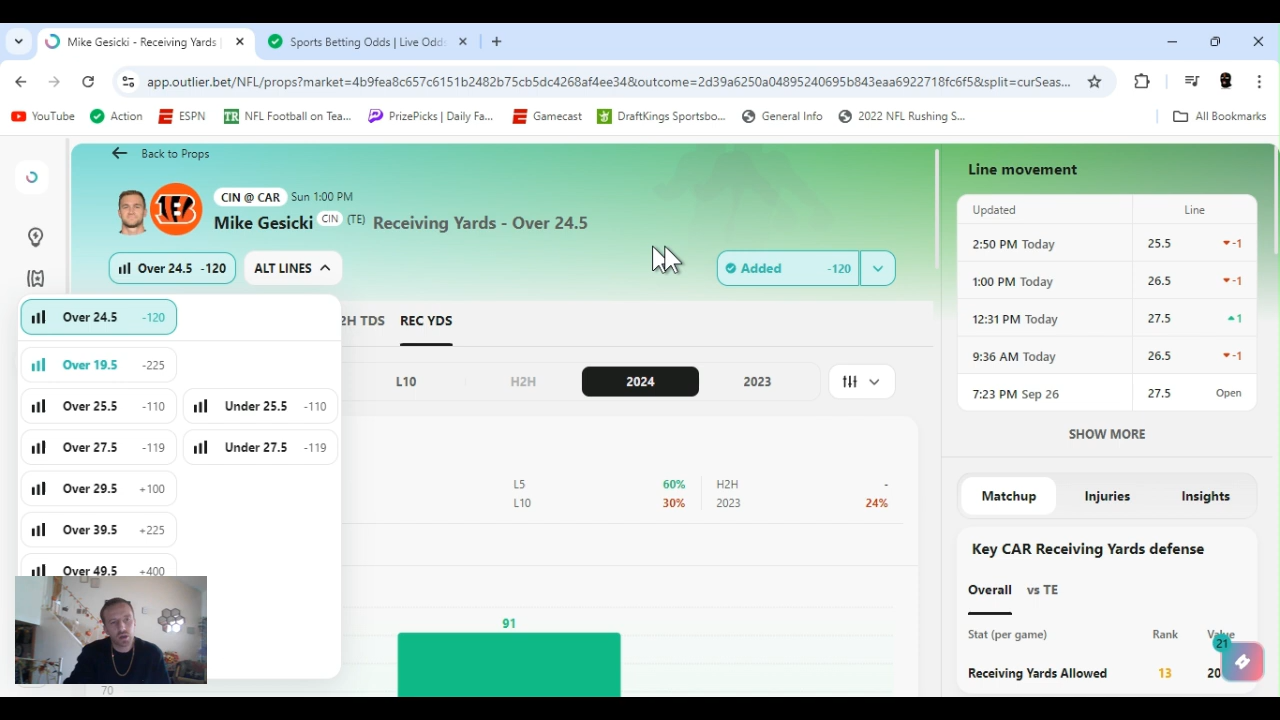 Mike Gesicki - Receiving Yards
Sports Betting Odds | Live Odd
app.outlier.bet/NFL/props?market=4b9fea8c657c6151b2482b75cb5dc4268af4ee34&outcome=2d39a6250a04895240695b843eaa6922718fc6f5&split=curSeas...
YouTube Action ESPN NFL Football on Tea... PrizePicks | Daily Fa... Gamecast DraftKings Sportsbo... General Info 2022 NFL Rushing S... All Bookmarks
Back to Props
CIN @ CAR Sun 1:00 PM
Mike Gesicki CIN (TE) Receiving Yards - Over 24.5
Over 24.5 -120 ALT LINES
Added -120
Over 24.5 -120
Over 19.5 -225
Over 25.5 -110 Under 25.5 -110
Over 27.5 -119 Under 27.5 -119
Over 29.5 +100
Over 39.5 +225
Over 49.5 +400
2H TDS REC YDS
L10 H2H 2024 2023
L5 60% H2H -
L10 30% 2023 24%
91
70
Line movement
Updated Line
2:50 PM Today 25.5 -1
1:00 PM Today 26.5 -1
12:31 PM Today 27.5 1
9:36 AM Today 26.5 -1
7:23 PM Sep 26 27.5 Open
SHOW MORE
Matchup Injuries Insights
Key CAR Receiving Yards defense
Overall vs TE
Stat (per game) Rank Value
21
Receiving Yards Allowed 13 20